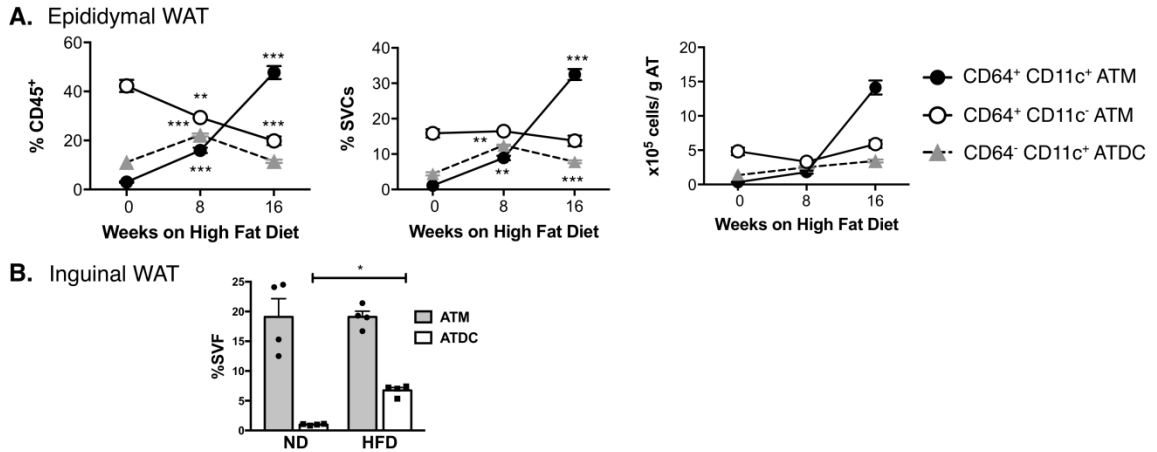 A. Epididymal WAT
% CD45⁺
60
40
20
0
***
**
***
***
***
0 8 16
Weeks on High Fat Diet
% SVCs
40
30
20
10
0
***
**
**
***
0 8 16
Weeks on High Fat Diet
x10⁵ cells/ g AT
20
15
10
5
0
0 8 16
Weeks on High Fat Diet
CD64⁺ CD11c⁺ ATM
CD64⁺ CD11c⁻ ATM
CD64⁻ CD11c⁺ ATDC
B. Inguinal WAT
%SVF
25
20
15
10
5
0
*
ND HFD
ATM
ATDC